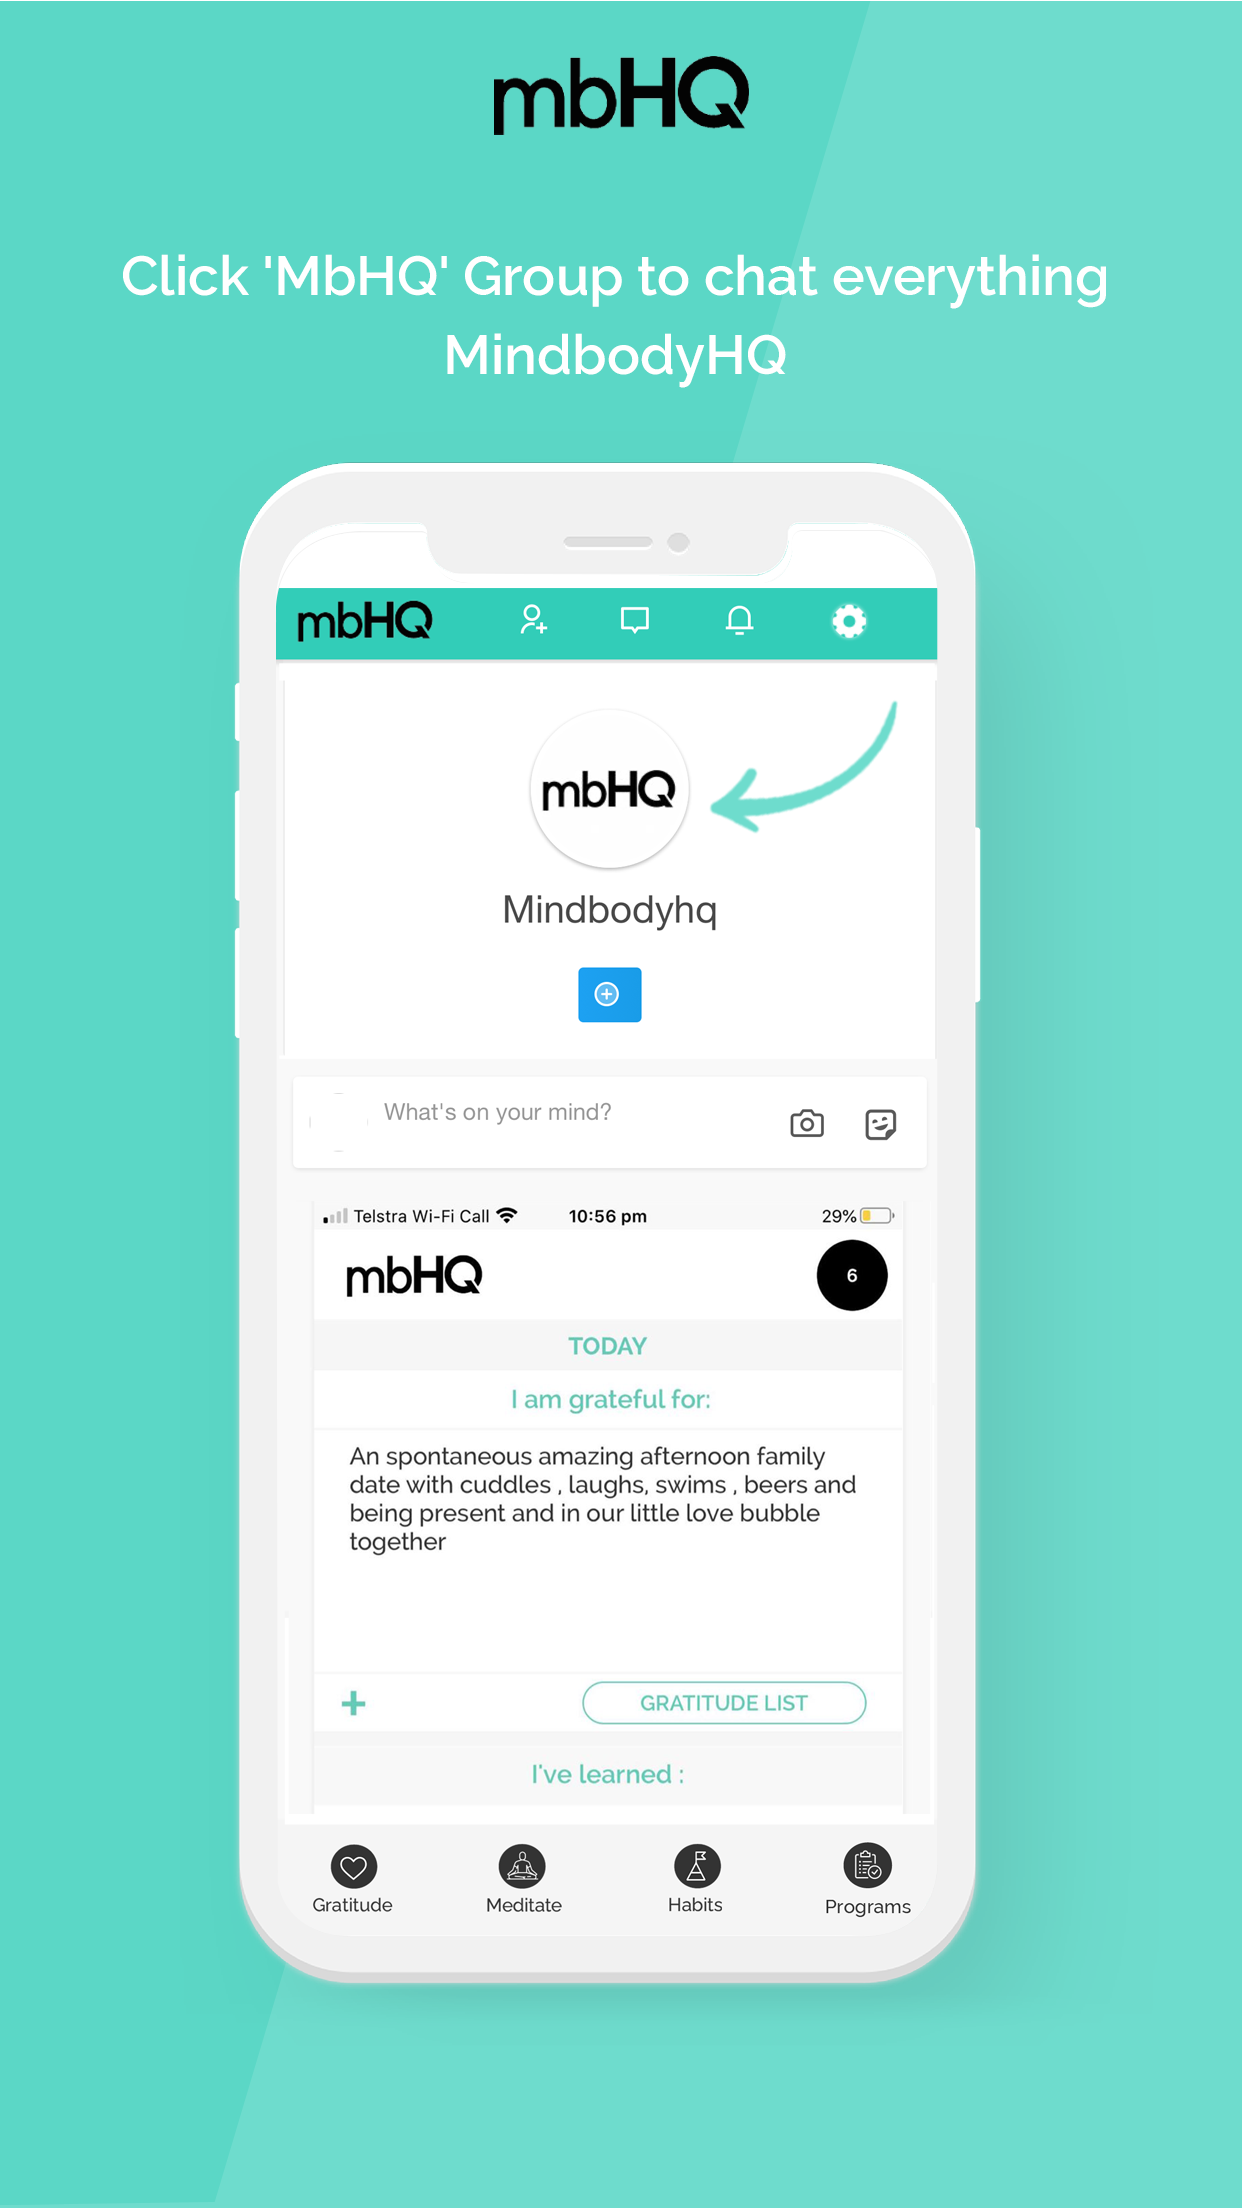 mbHQ
Click 'MbHQ' Group to chat everything
MindbodyHQ
mbHQ
mbHQ
Mindbodyhq
What's on your mind?
Telstra Wi-Fi Call 10:56 pm 29%
mbHQ 6
TODAY
I am grateful for:
An spontaneous amazing afternoon family
date with cuddles , laughs, swims , beers and
being present and in our little love bubble
together
GRATITUDE LIST
I've learned :
Gratitude Meditate Habits Programs